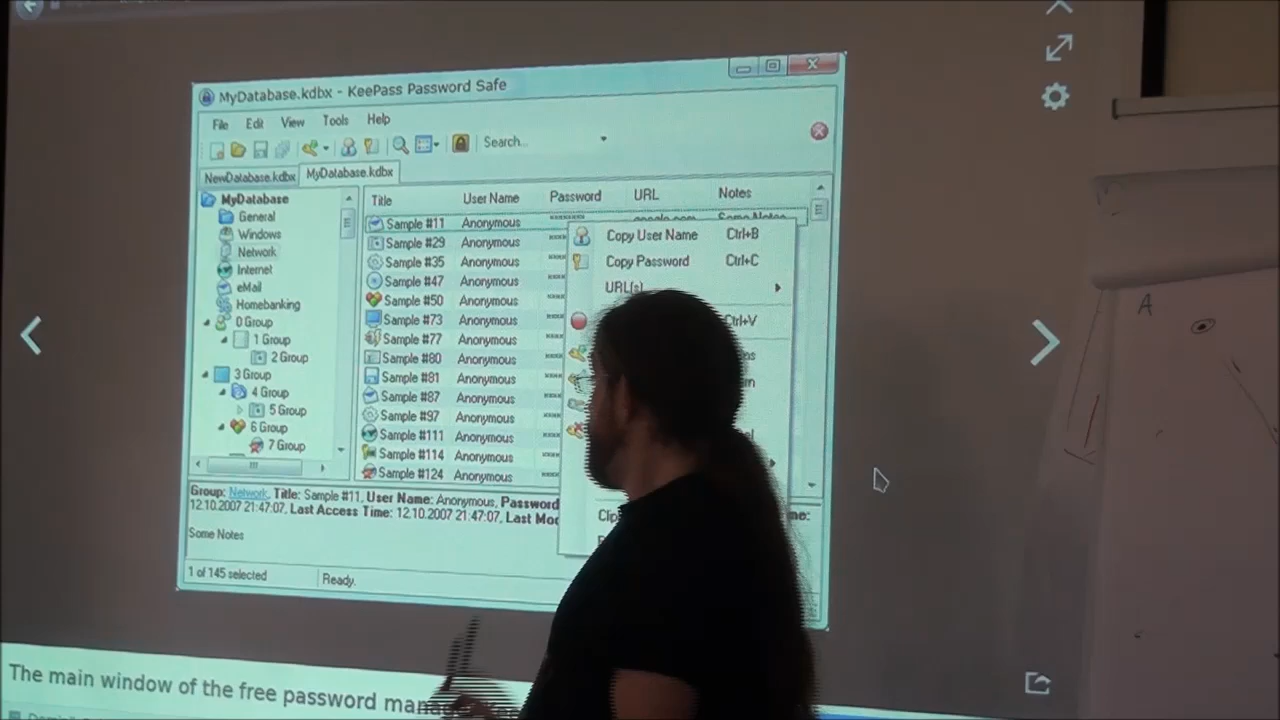 MyDatabase.kdbx - KeePass Password Safe
File Edit View Tools Help
Search...
NewDatabase.kdbx MyDatabase.kdbx
MyDatabase
General
Windows
Network
Internet
eMail
Homebanking
0 Group
1 Group
2 Group
3 Group
4 Group
5 Group
6 Group
7 Group
Title User Name Password URL Notes
Sample #11 Anonymous ******** google.com Some Notes
Sample #29 Anonymous
Sample #35 Anonymous
Sample #47 Anonymous
Sample #50 Anonymous
Sample #73 Anonymous
Sample #77 Anonymous
Sample #80 Anonymous
Sample #81 Anonymous
Sample #87 Anonymous
Sample #97 Anonymous
Sample #111 Anonymous
Sample #114 Anonymous
Sample #124 Anonymous
Copy User Name Ctrl+B
Copy Password Ctrl+C
URL(s)
Ctrl+V
Group: Network, Title: Sample #11, User Name: Anonymous, Password
12.10.2007 21:47:07, Last Access Time: 12.10.2007 21:47:07, Last Mod
Some Notes
1 of 145 selected Ready.
The main window of the free password
A